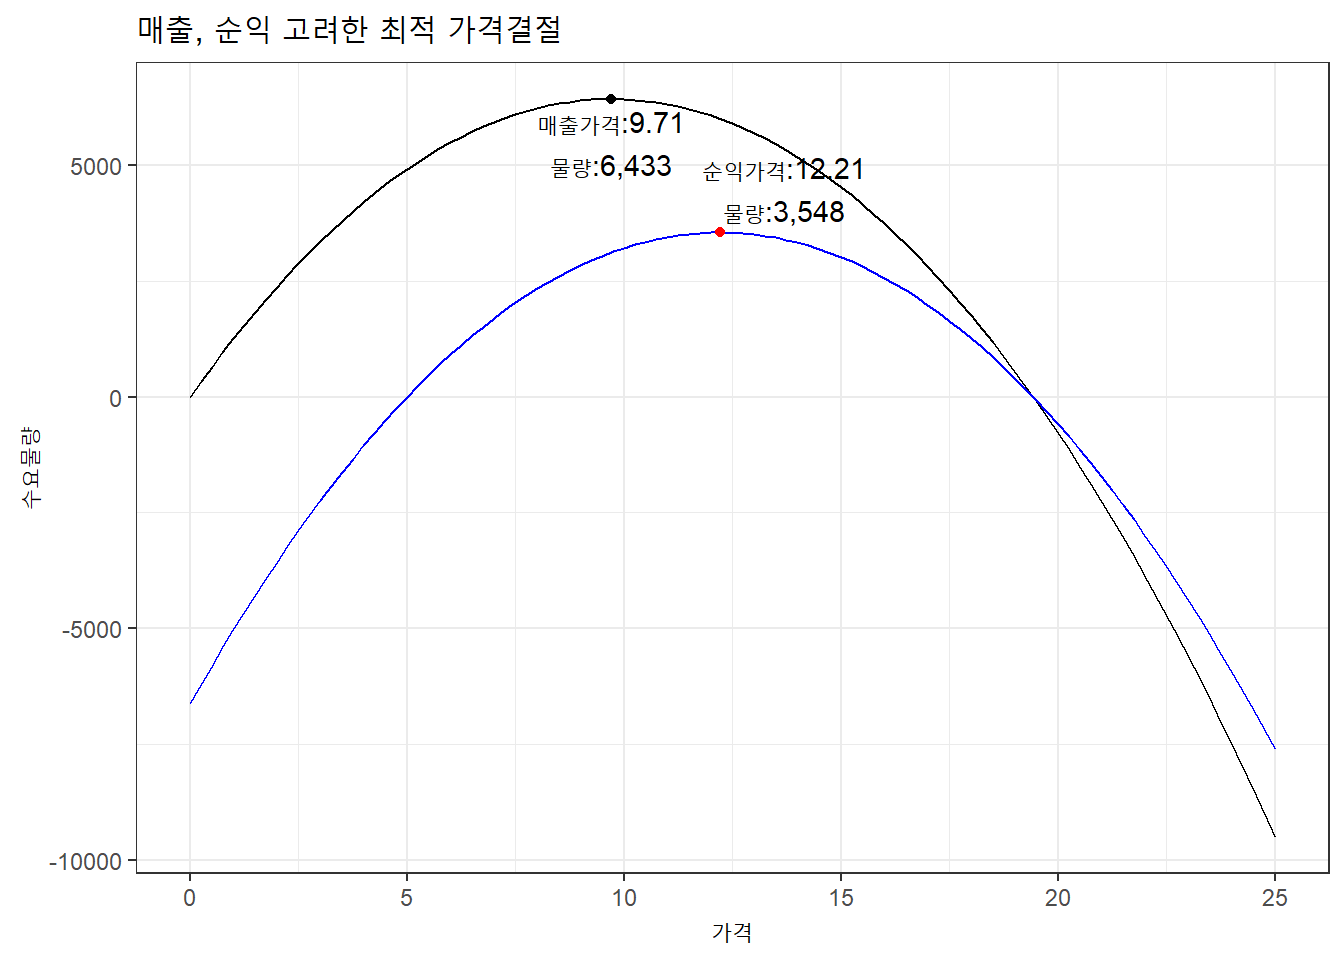 매출, 순익 고려한 최적 가격결절
매출가격:9.71
물량:6,433
순익가격:12.21
물량:3,548
5000
0
-5000
-10000
수요물량
0 5 10 15 20 25
가격